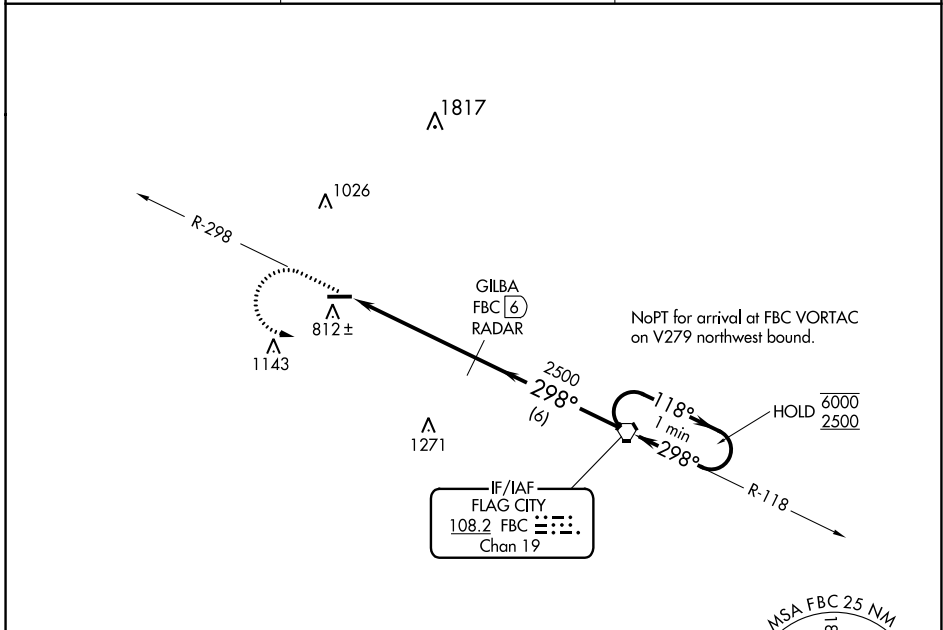 1817
1026
R-298
GILBA
FBC 6
RADAR
NoPT for arrival at FBC VORTAC
on V279 northwest bound.
812 ±
1143
2500
298°
(6)
118°
1 min
298°
HOLD 6000
2500
1271
R-118
IF/IAF
FLAG CITY
108.2 FBC
Chan 19
MSA FBC 25 NM